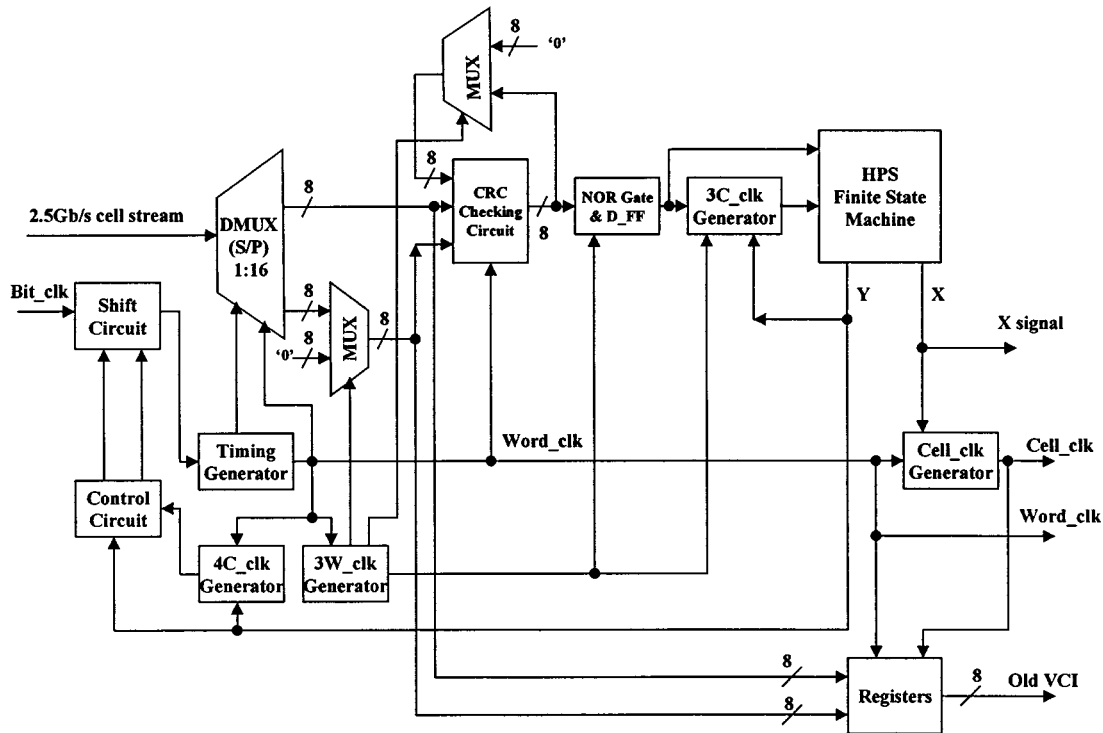 8
'0'
MUX
8
8
8
CRC
Checking
Circuit
8
NOR Gate
& D_FF
3C_clk
Generator
HPS
Finite State
Machine
2.5Gb/s cell stream
DMUX
(S/P)
1:16
Bit_clk
Shift
Circuit
8
8
'0'
MUX
8
Y
X
X signal
Timing
Generator
Word_clk
Cell_clk
Generator
Cell_clk
Control
Circuit
Word_clk
4C_clk
Generator
3W_clk
Generator
8
8
Registers
8
Old VCI